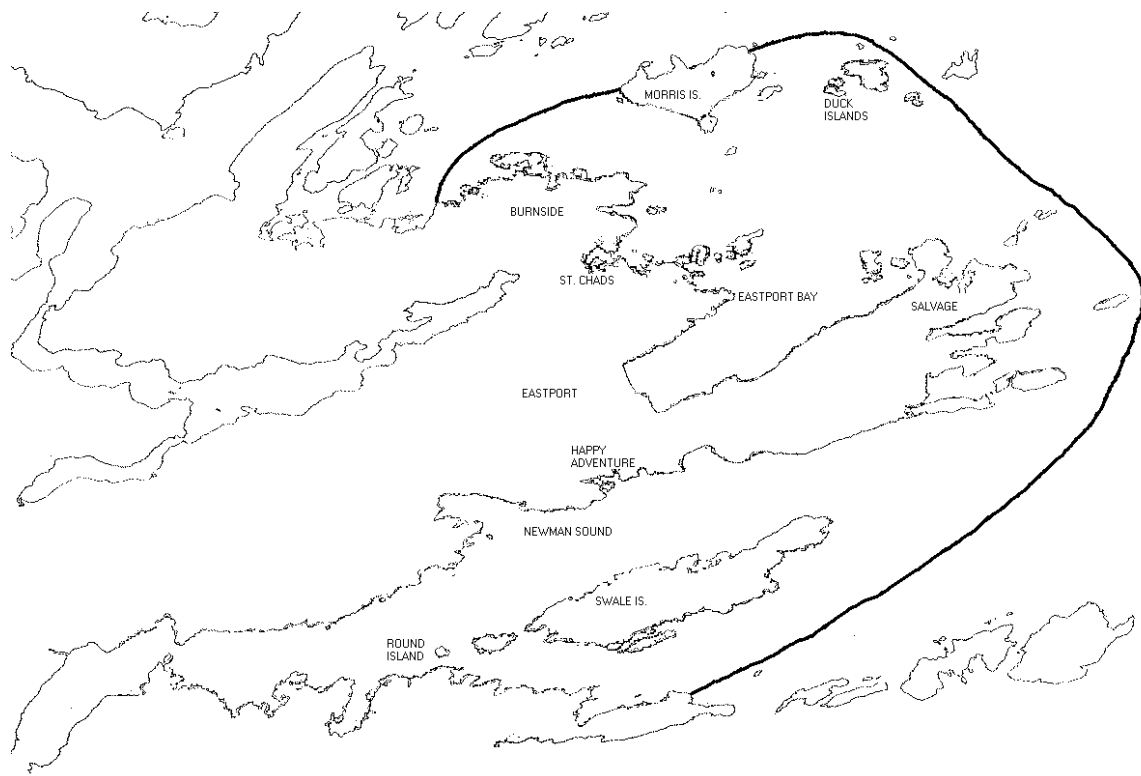 MORRIS IS.
DUCK
ISLANDS
BURNSIDE
ST. CHADS
EASTPORT BAY
SALVAGE
EASTPORT
HAPPY
ADVENTURE
NEWMAN SOUND
SWALE IS.
ROUND
ISLAND